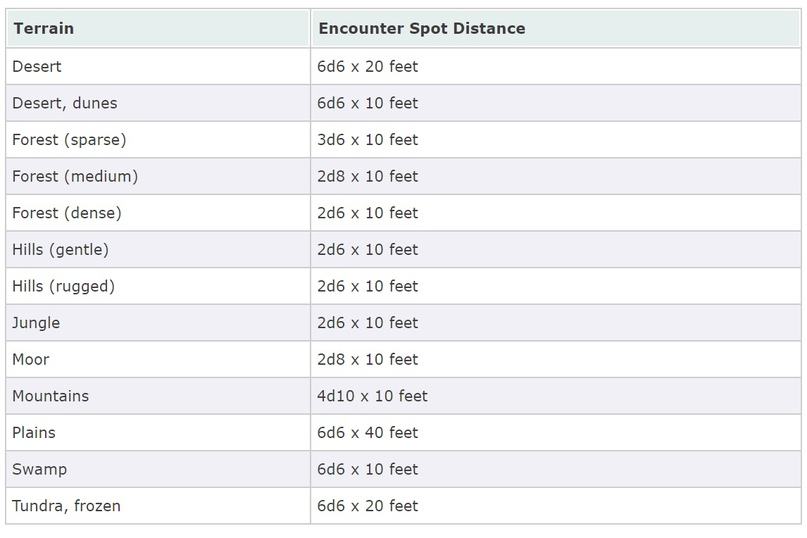 Terrain Encounter Spot Distance
Desert 6d6 x 20 feet
Desert, dunes 6d6 x 10 feet
Forest (sparse) 3d6 x 10 feet
Forest (medium) 2d8 x 10 feet
Forest (dense) 2d6 x 10 feet
Hills (gentle) 2d6 x 10 feet
Hills (rugged) 2d6 x 10 feet
Jungle 2d6 x 10 feet
Moor 2d8 x 10 feet
Mountains 4d10 x 10 feet
Plains 6d6 x 40 feet
Swamp 6d6 x 10 feet
Tundra, frozen 6d6 x 20 feet